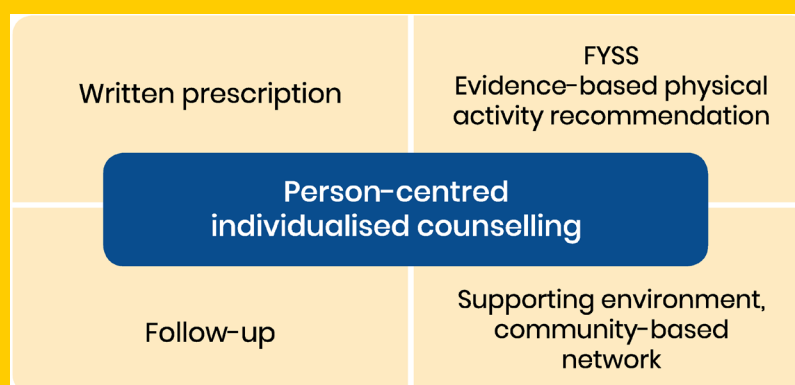 Written prescription
FYSS
Evidence-based physical
activity recommendation
Person-centred
individualised counselling
Follow-up
Supporting environment,
community-based
network